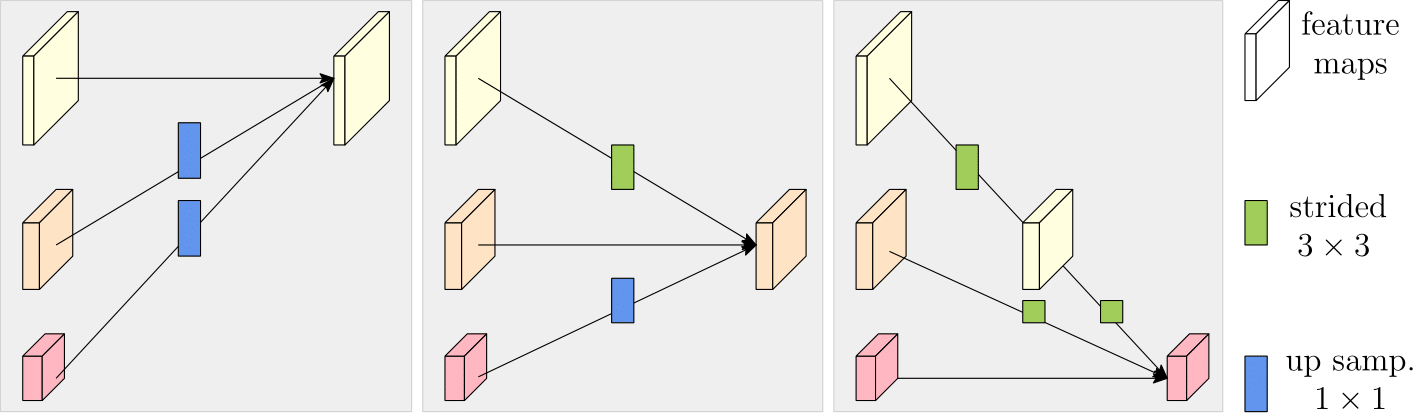 feature
maps
strided
3 × 3
up samp.
1 × 1